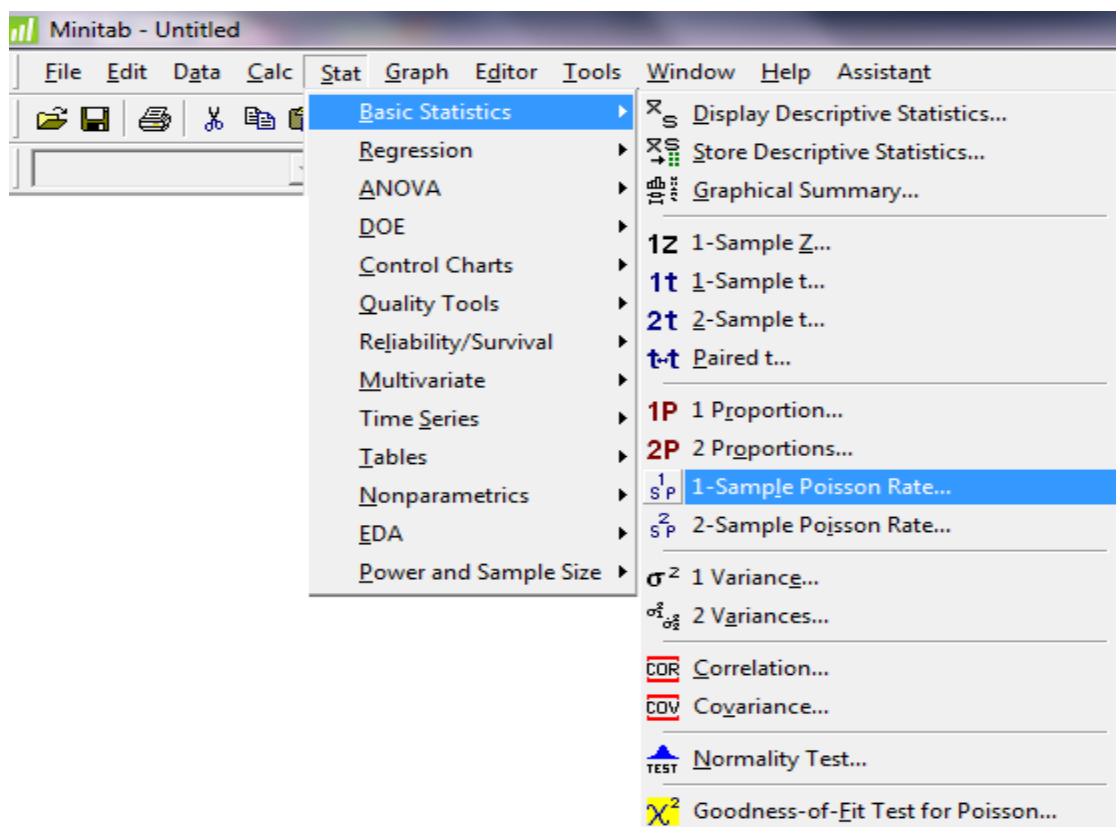 Minitab - Untitled
File Edit Data Calc Stat Graph Editor Tools Window Help Assistant
Basic Statistics
Regression
ANOVA
DOE
Control Charts
Quality Tools
Reliability/Survival
Multivariate
Time Series
Tables
Nonparametrics
EDA
Power and Sample Size
Display Descriptive Statistics...
Store Descriptive Statistics...
Graphical Summary...
1Z 1-Sample Z...
1t 1-Sample t...
2t 2-Sample t...
t-t Paired t...
1P 1 Proportion...
2P 2 Proportions...
1 S P 1-Sample Poisson Rate...
2 S P 2-Sample Poisson Rate...
σ² 1 Variance...
σ²₁ σ²₂ 2 Variances...
COR Correlation...
COV Covariance...
TEST Normality Test...
χ² Goodness-of-Fit Test for Poisson...